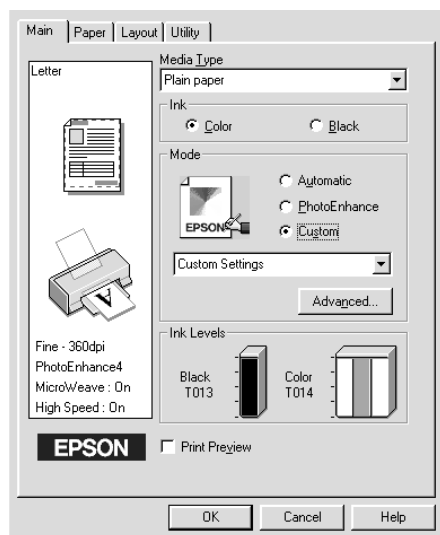 Main Paper Layout Utility
Letter
Media Type
Plain paper
Ink
Color Black
Mode
Automatic
PhotoEnhance
Custom
EPSON
Custom Settings
Advanced...
A
Fine - 360dpi
PhotoEnhance4
MicroWeave : On
High Speed : On
Ink Levels
Black
T013
Color
T014
EPSON
Print Preview
OK Cancel Help